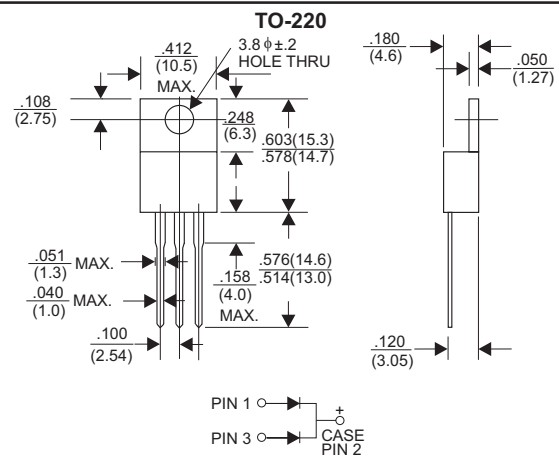 TO-220
.412
(10.5)
MAX.
3.8 ϕ±.2
HOLE THRU
.180
(4.6)
.050
(1.27)
.108
(2.75)
.248
(6.3)
.603(15.3)
.578(14.7)
.051
(1.3)
MAX.
.040
(1.0)
MAX.
.158
(4.0)
MAX.
.576(14.6)
.514(13.0)
.100
(2.54)
.120
(3.05)
PIN 1
PIN 3
+
CASE
PIN 2